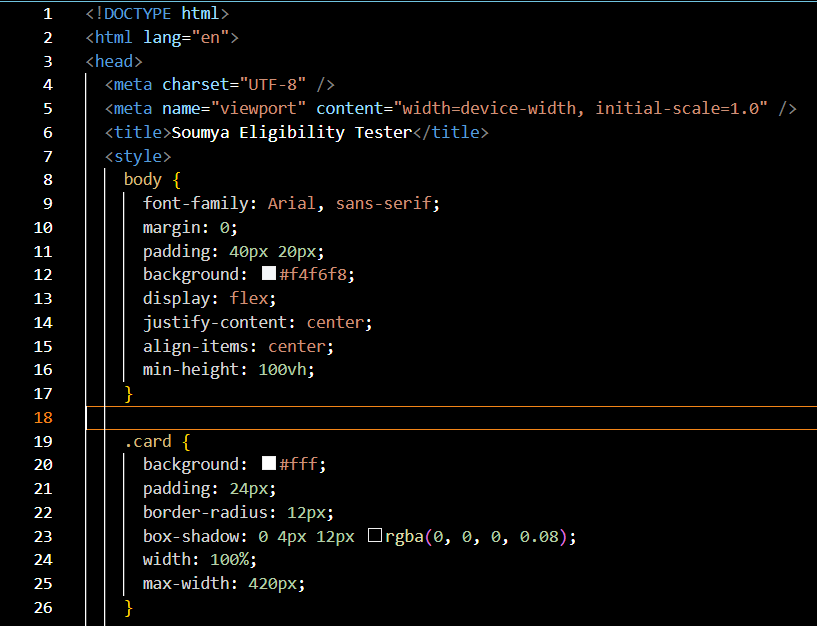 1 <!DOCTYPE html>
2 <html lang="en">
3 <head>
4 <meta charset="UTF-8" />
5 <meta name="viewport" content="width=device-width, initial-scale=1.0" />
6 <title>Soumya Eligibility Tester</title>
7 <style>
8 body {
9 font-family: Arial, sans-serif;
10 margin: 0;
11 padding: 40px 20px;
12 background: #f4f6f8;
13 display: flex;
14 justify-content: center;
15 align-items: center;
16 min-height: 100vh;
17 }
18
19 .card {
20 background: #fff;
21 padding: 24px;
22 border-radius: 12px;
23 box-shadow: 0 4px 12px rgba(0, 0, 0, 0.08);
24 width: 100%;
25 max-width: 420px;
26 }